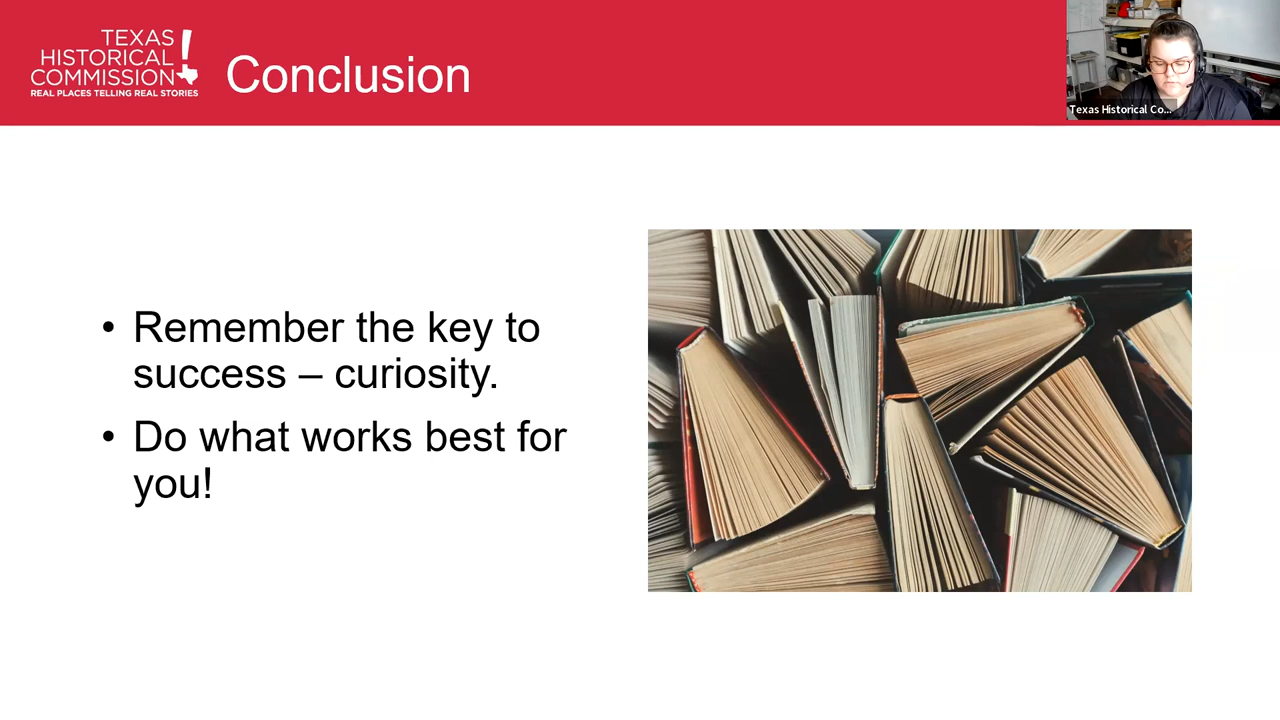 TEXAS
HISTORICAL
COMMISSION
REAL PLACES TELLING REAL STORIES
Conclusion
Texas Historical Co...
• Remember the key to
success – curiosity.
• Do what works best for
you!